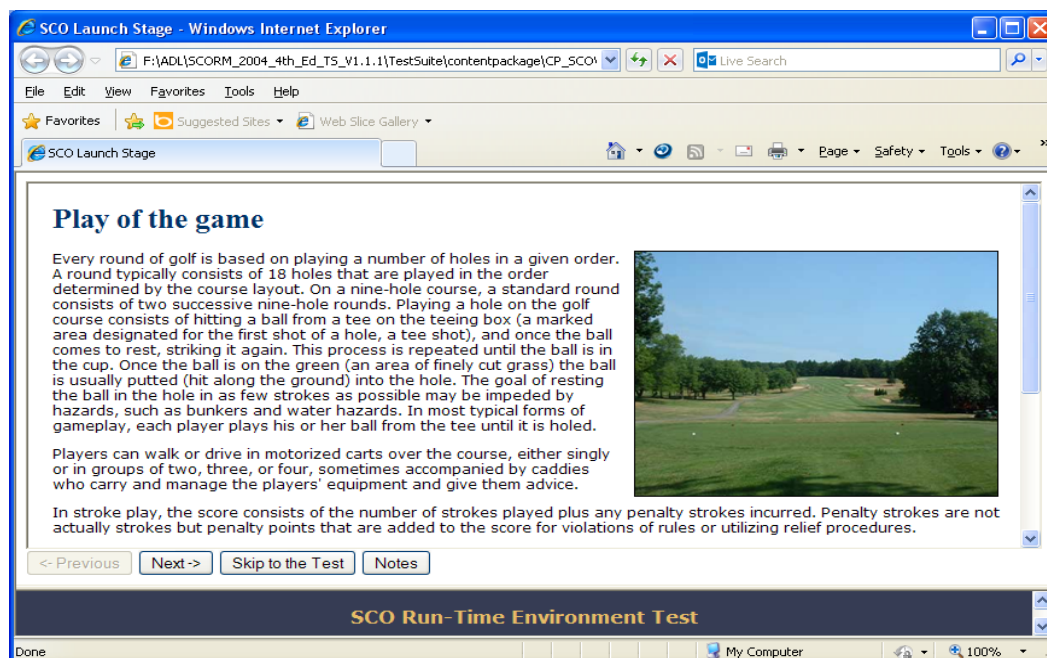 SCO Launch Stage - Windows Internet Explorer
F:\ADL\SCORM_2004_4th_Ed_TS_V1.1.1\TestSuite\contentpackage\CP_SCO
Live Search
File Edit View Favorites Tools Help
Favorites Suggested Sites Web Slice Gallery
SCO Launch Stage
Page Safety Tools
Play of the game
Every round of golf is based on playing a number of holes in a given order.
A round typically consists of 18 holes that are played in the order
determined by the course layout. On a nine-hole course, a standard round
consists of two successive nine-hole rounds. Playing a hole on the golf
course consists of hitting a ball from a tee on the teeing box (a marked
area designated for the first shot of a hole, a tee shot), and once the ball
comes to rest, striking it again. This process is repeated until the ball is in
the cup. Once the ball is on the green (an area of finely cut grass) the ball
is usually putted (hit along the ground) into the hole. The goal of resting
the ball in the hole in as few strokes as possible may be impeded by
hazards, such as bunkers and water hazards. In most typical forms of
gameplay, each player plays his or her ball from the tee until it is holed.
Players can walk or drive in motorized carts over the course, either singly
or in groups of two, three, or four, sometimes accompanied by caddies
who carry and manage the players' equipment and give them advice.
In stroke play, the score consists of the number of strokes played plus any penalty strokes incurred. Penalty strokes are not
actually strokes but penalty points that are added to the score for violations of rules or utilizing relief procedures.
<- Previous Next -> Skip to the Test Notes
SCO Run-Time Environment Test
Done My Computer 100%